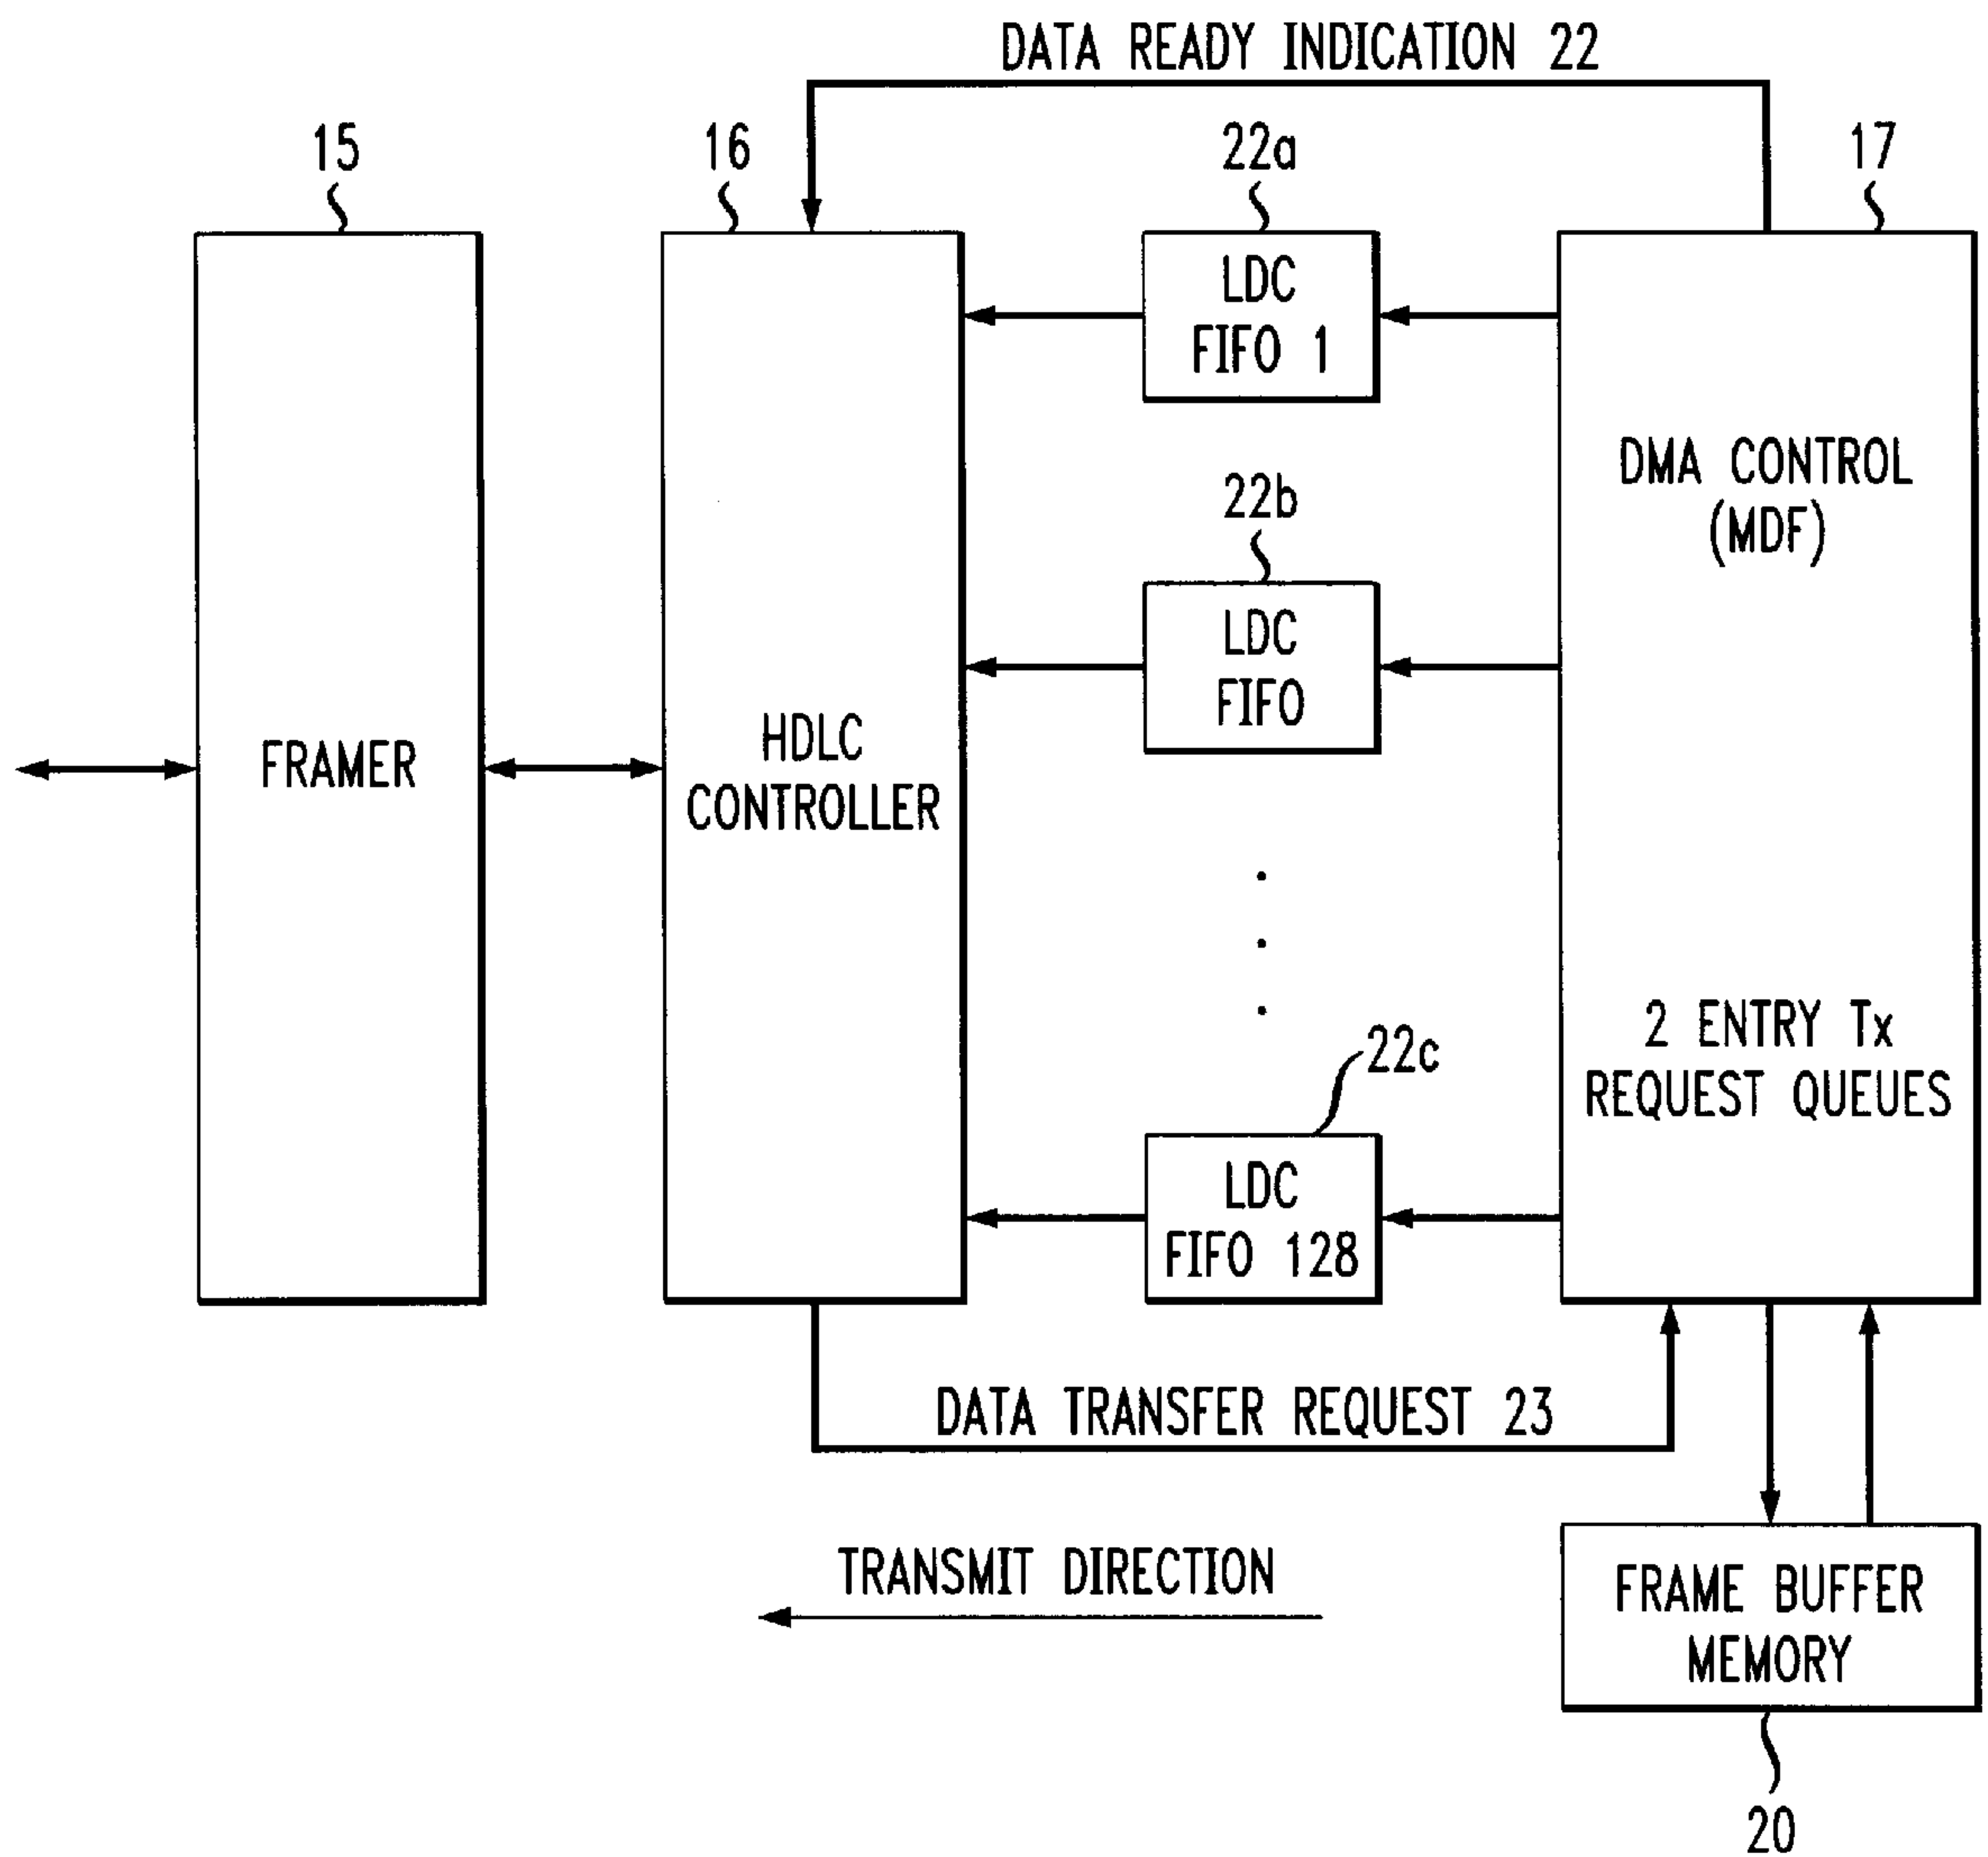 DATA READY INDICATION 22
15
16
22a
17
LDC
FIFO 1
DMA CONTROL
(MDF)
22b
LDC
FIFO
FRAMER
HDLC
CONTROLLER
2 ENTRY Tx
REQUEST QUEUES
22c
LDC
FIFO 128
DATA TRANSFER REQUEST 23
TRANSMIT DIRECTION
FRAME BUFFER
MEMORY
20